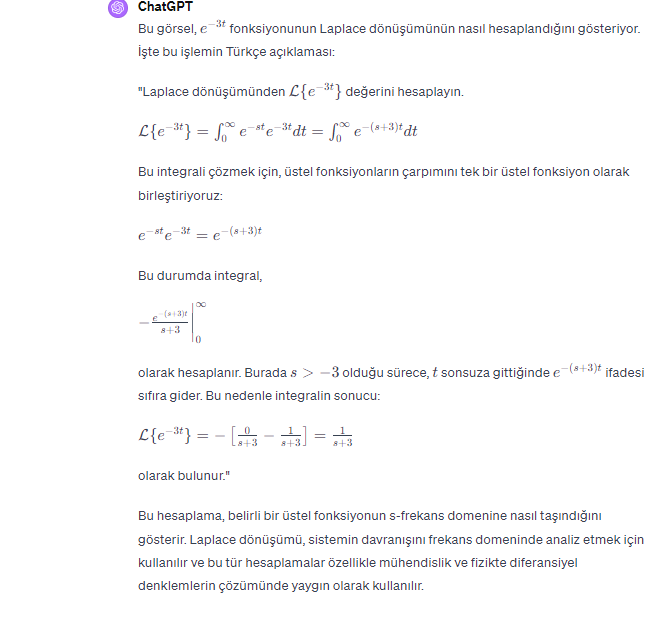 ChatGPT
Bu görsel, e^{-3t} fonksiyonunun Laplace dönüşümünün nasıl hesaplandığını gösteriyor.
İşte bu işlemin Türkçe açıklaması:
"Laplace dönüşümünden ℒ{e^{-3t}} değerini hesaplayın.
ℒ{e^{-3t}} = ∫_0^∞ e^{-st}e^{-3t}dt = ∫_0^∞ e^{-(s+3)t}dt
Bu integrali çözmek için, üstel fonksiyonların çarpımını tek bir üstel fonksiyon olarak
birleştiriyoruz:
e^{-st}e^{-3t} = e^{-(s+3)t}
Bu durumda integral,
-\frac{e^{-(s+3)t}}{s+3}|_0^∞
olarak hesaplanır. Burada s > -3 olduğu sürece, t sonsuza gittiğinde e^{-(s+3)t} ifadesi
sıfıra gider. Bu nedenle integralin sonucu:
ℒ{e^{-3t}} = -[\frac{0}{s+3} - \frac{1}{s+3}] = \frac{1}{s+3}
olarak bulunur."
Bu hesaplama, belirli bir üstel fonksiyonun s-frekans domenine nasıl taşındığını
gösterir. Laplace dönüşümü, sistemin davranışını frekans domeninde analiz etmek için
kullanılır ve bu tür hesaplamalar özellikle mühendislik ve fizikte diferansiyel
denklemlerin çözümünde yaygın olarak kullanılır.